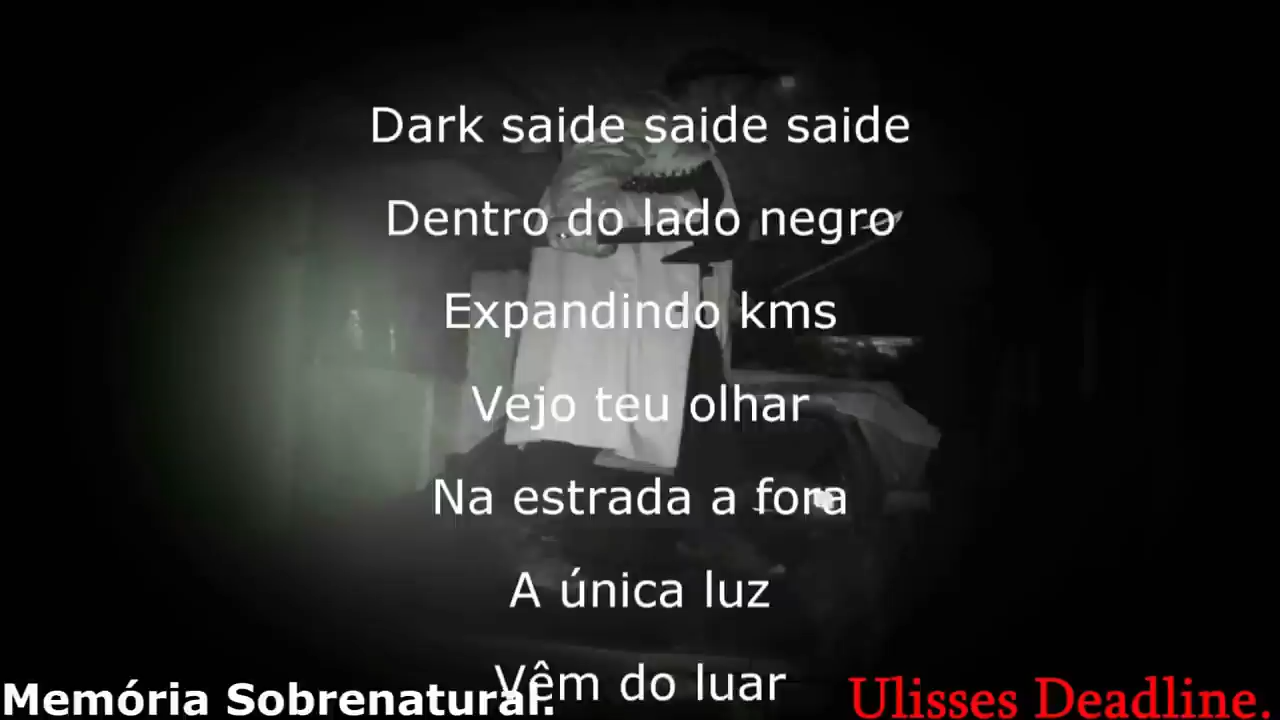 Dark saide saide saide
Dentro do lado negro
Expandindo kms
Vejo teu olhar
Na estrada a fora
A única luz
Vêm do luar
Memória Sobrenatural.
Ulisses Deadline.